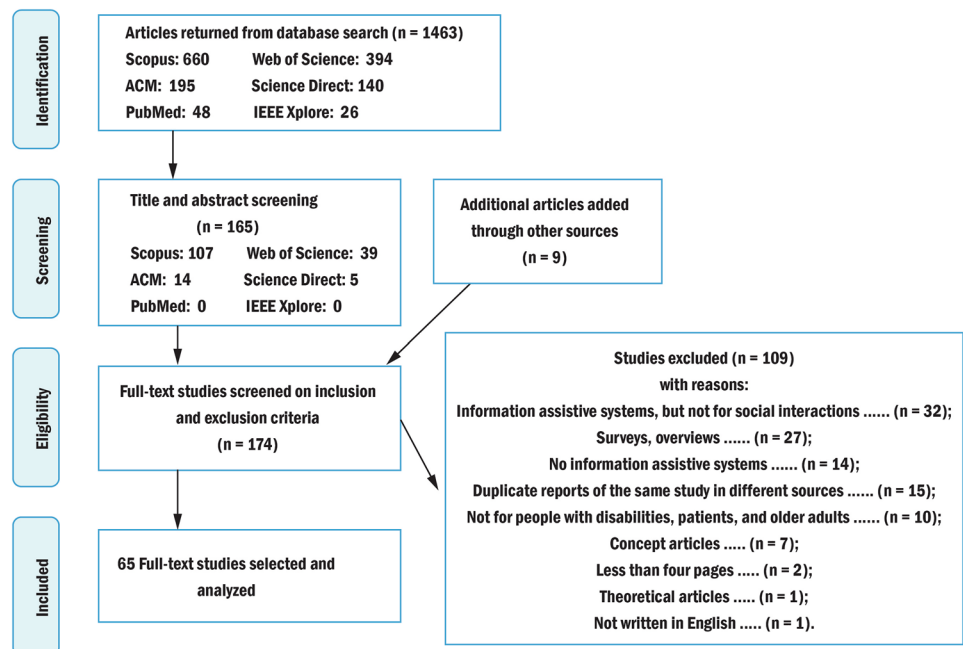 Identification
Articles returned from database search (n = 1463)
Scopus: 660 Web of Science: 394
ACM: 195 Science Direct: 140
PubMed: 48 IEEE Xplore: 26
Screening
Title and abstract screening
(n = 165)
Scopus: 107 Web of Science: 39
ACM: 14 Science Direct: 5
PubMed: 0 IEEE Xplore: 0
Additional articles added
through other sources
(n = 9)
Eligibility
Full-text studies screened on inclusion
and exclusion criteria
(n = 174)
Studies excluded (n = 109)
with reasons:
Information assistive systems, but not for social interactions ...... (n = 32);
Surveys, overviews ...... (n = 27);
No information assistive systems ...... (n = 14);
Duplicate reports of the same study in different sources ...... (n = 15);
Not for people with disabilities, patients, and older adults ...... (n = 10);
Concept articles ..... (n = 7);
Less than four pages ..... (n = 2);
Theoretical articles ..... (n = 1);
Not written in English ..... (n = 1).
Included
65 Full-text studies selected and
analyzed